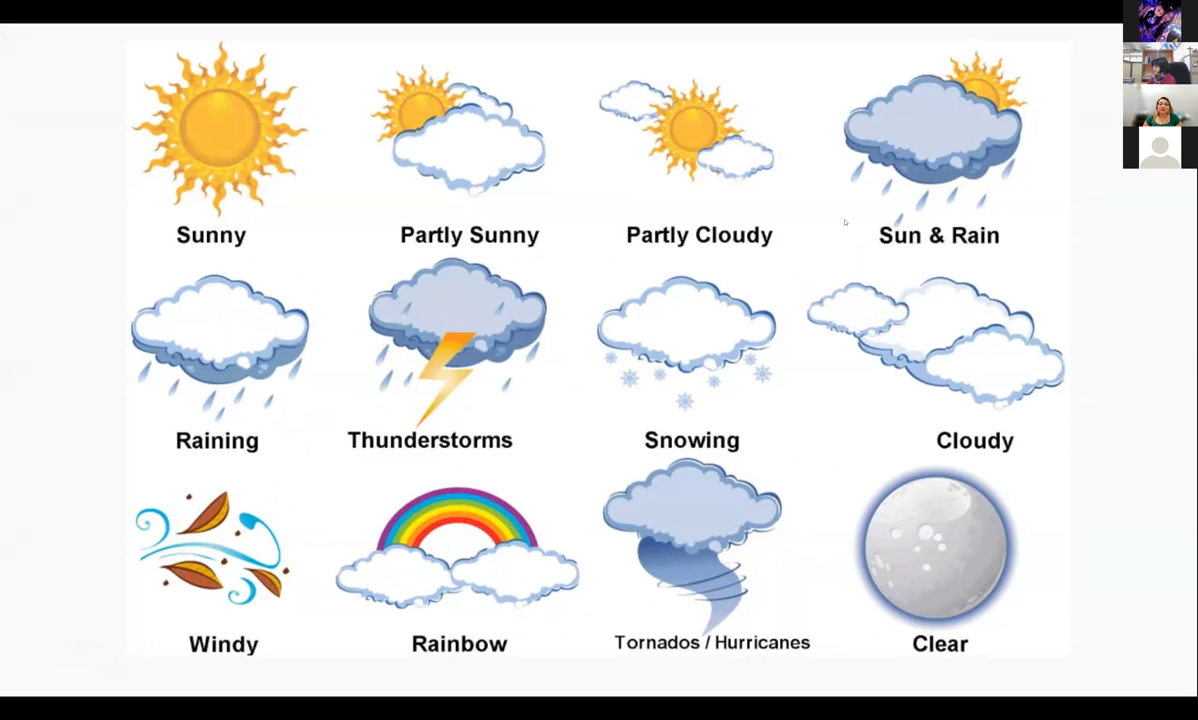 Sunny
Partly Sunny
Partly Cloudy
Sun & Rain
Raining
Thunderstorms
Snowing
Cloudy
Windy
Rainbow
Tornados / Hurricanes
Clear